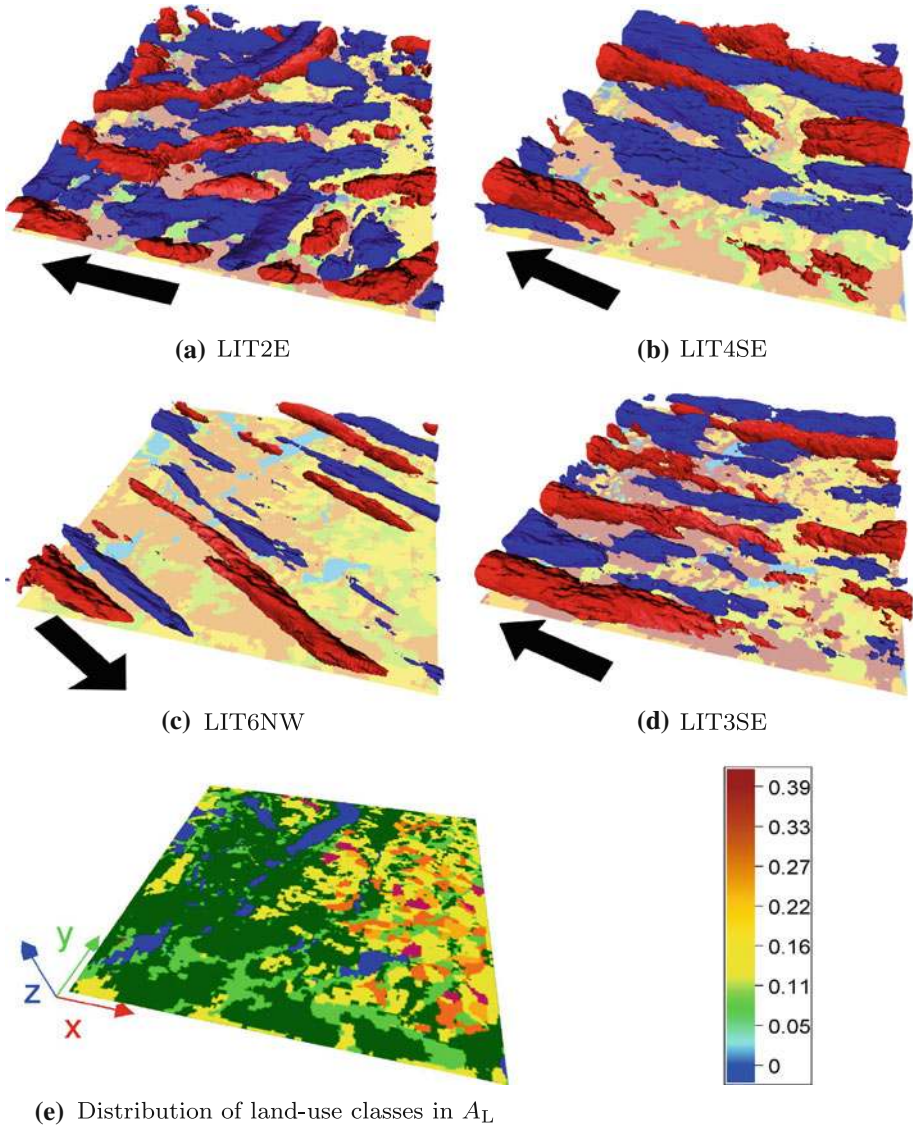 (a) LIT2E
(b) LIT4SE
(c) LIT6NW
(d) LIT3SE
y
z
x
0.39
0.33
0.27
0.22
0.16
0.11
0.05
0
(e) Distribution of land-use classes in A_L